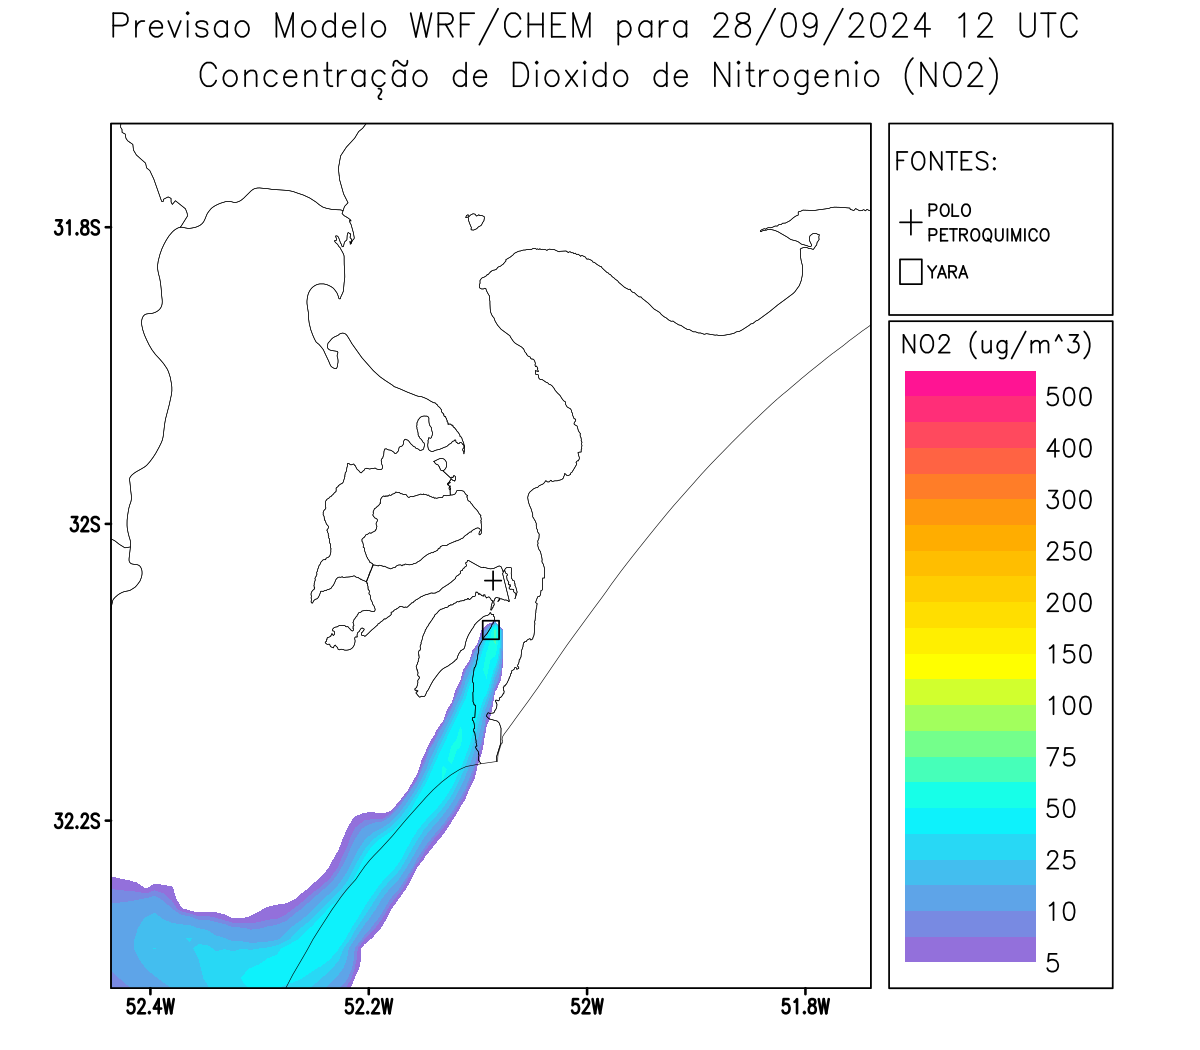 Previsao Modelo WRF/CHEM para 28/09/2024 12 UTC
Concentração de Dioxido de Nitrogenio (NO2)
FONTES:
POLO
PETROQUIMICO
YARA
NO2 (ug/m^3)
500
400
300
250
200
150
100
75
50
25
10
5
31.8S
32S
32.2S
52.4W
52.2W
52W
51.8W